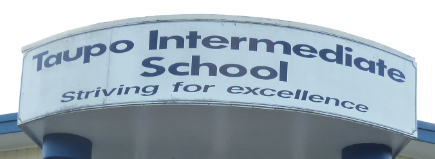 Taupo Intermediate
School
Striving for excellence